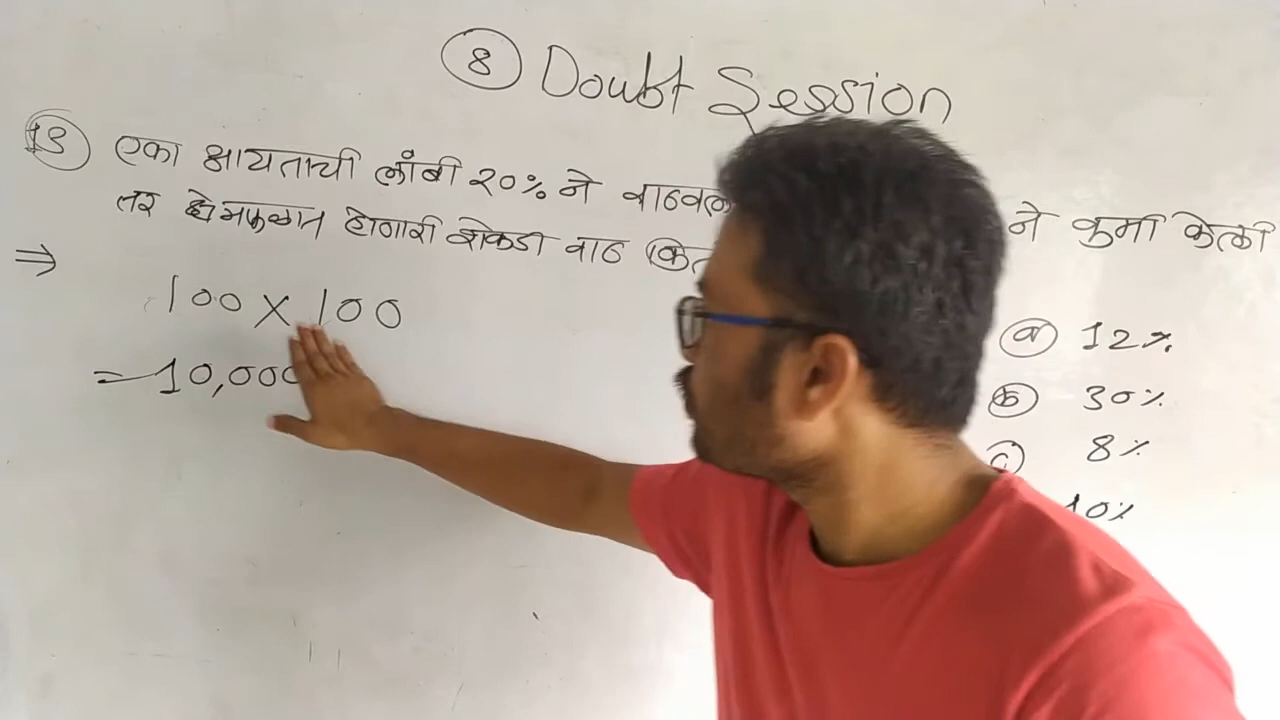 8 Doubt Session
13 एका आयताची लांबी 20% ने ने कमी केली
तर क्षेत्रफळात होणारी शेकडा वाढ
⇒
100 × 100
= 10,000
a 12%
b 30%
c 8%
10%